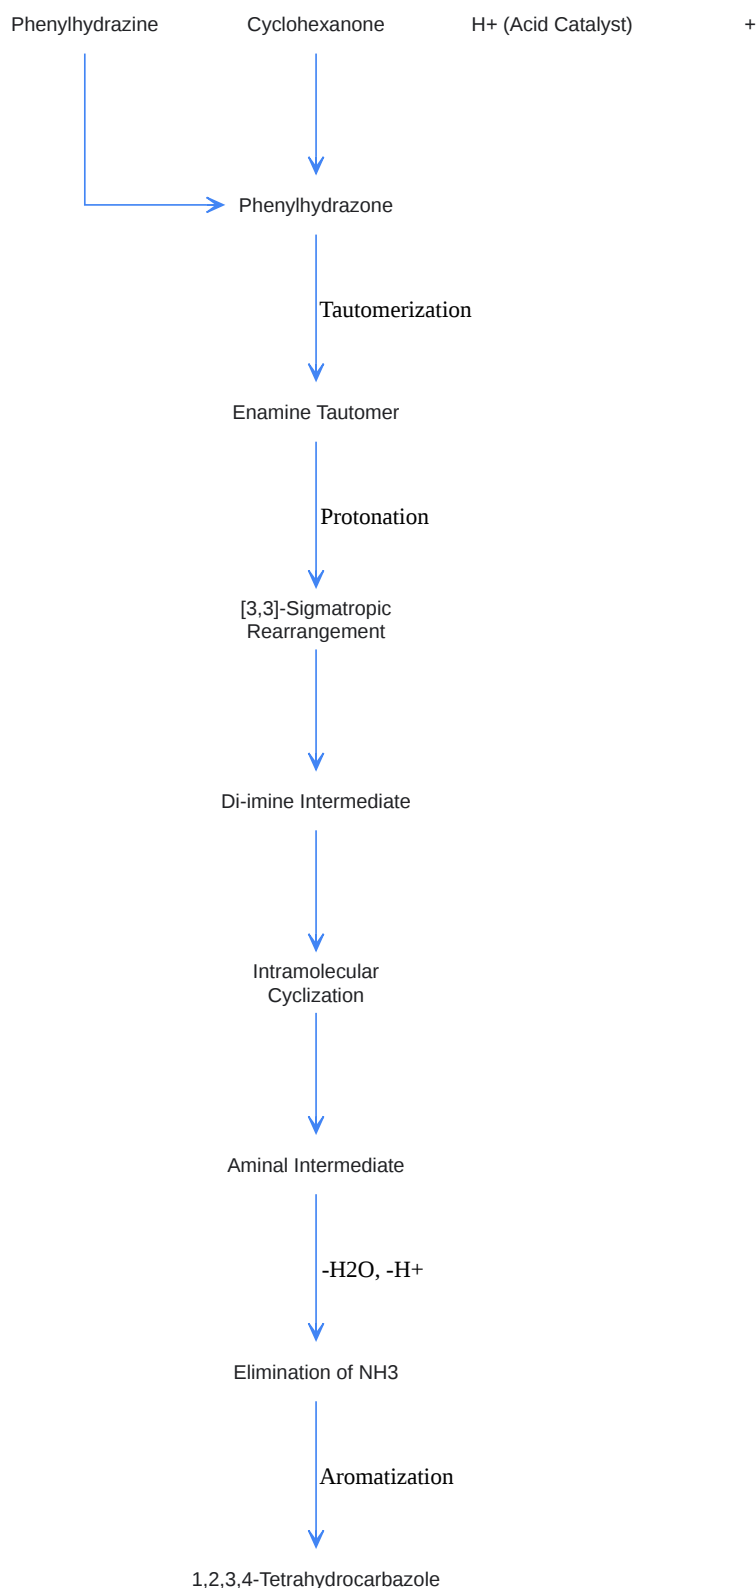 Phenylhydrazine Cyclohexanone H+ (Acid Catalyst) +
Phenylhydrazone
Tautomerization
Enamine Tautomer
Protonation
[3,3]-Sigmatropic
Rearrangement
Di-imine Intermediate
Intramolecular
Cyclization
Aminal Intermediate
-H2O, -H+
Elimination of NH3
Aromatization
1,2,3,4-Tetrahydrocarbazole